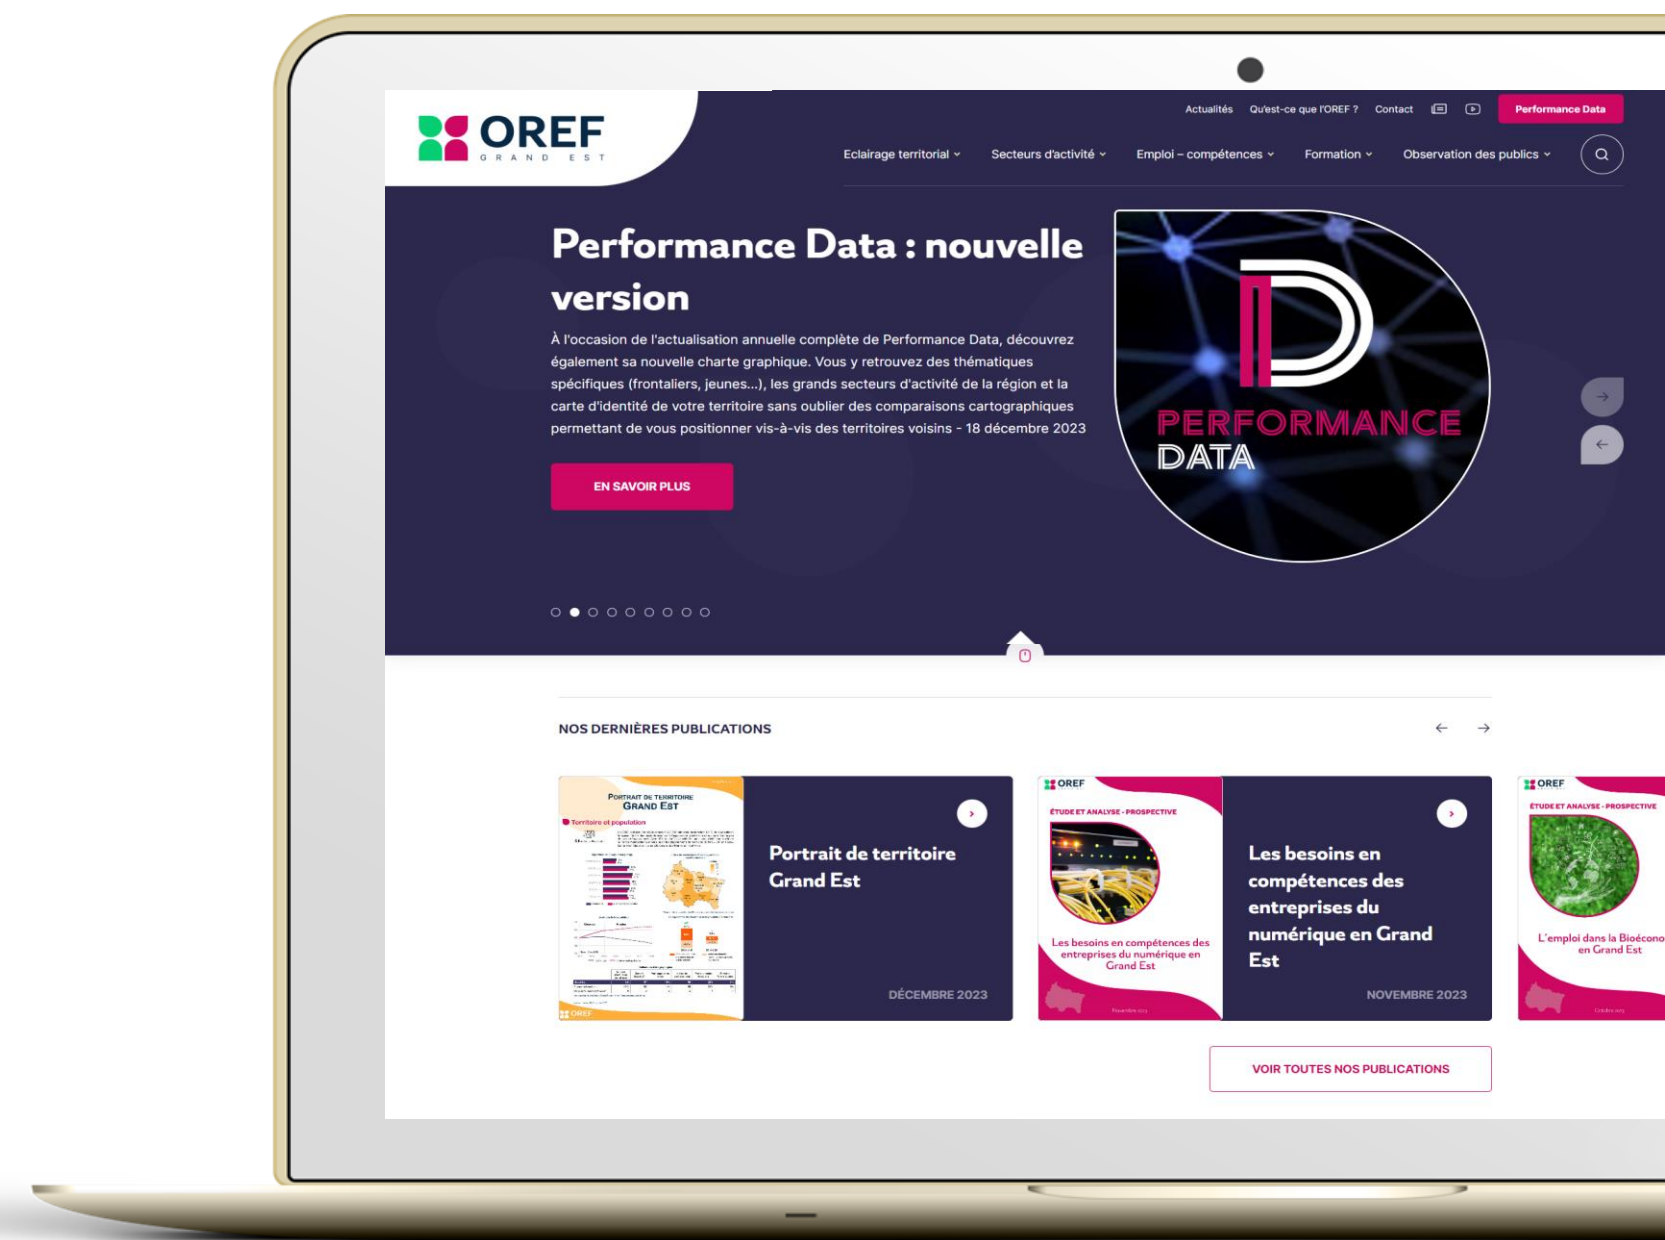 OREF
GRAND EST
Actualités Qu'est-ce que l'OREF ? Contact Performance Data
Eclairage territorial Secteurs d'activité Emploi – compétences Formation Observation des publics
Performance Data : nouvelle
version
À l'occasion de l'actualisation annuelle complète de Performance Data, découvrez
également sa nouvelle charte graphique. Vous y retrouvez des thématiques
spécifiques (frontaliers, jeunes...), les grands secteurs d'activité de la région et la
carte d'identité de votre territoire sans oublier des comparaisons cartographiques
permettant de vous positionner vis-à-vis des territoires voisins - 18 décembre 2023
EN SAVOIR PLUS
PERFORMANCE
DATA
NOS DERNIÈRES PUBLICATIONS
PORTRAIT DE TERRITOIRE
GRAND EST
Territoire et population
OREF
Portrait de territoire
Grand Est
DÉCEMBRE 2023
OREF
ÉTUDE ET ANALYSE - PROSPECTIVE
Les besoins en compétences des
entreprises du numérique en
Grand Est
Novembre 2023
Les besoins en
compétences des
entreprises du
numérique en Grand
Est
NOVEMBRE 2023
OREF
ÉTUDE ET ANALYSE - PROSPECTIVE
L'emploi dans la Bioécono
en Grand Est
Octobre 2023
VOIR TOUTES NOS PUBLICATIONS